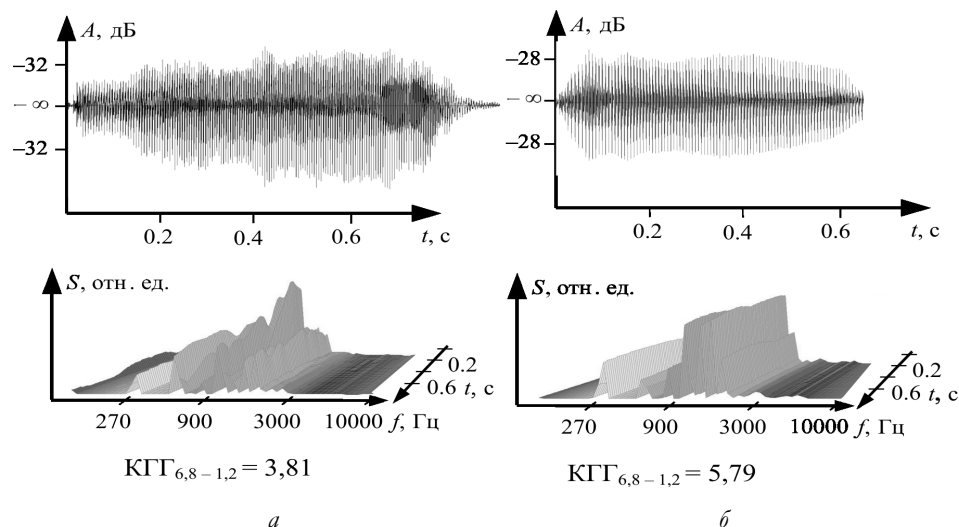 A, дБ
–32
– ∞
–32
0.2 0.4 0.6
t, с
A, дБ
–28
– ∞
–28
0.2 0.4 0.6
t, с
S, отн. ед.
0.2
0.6 t, с
270 900 3000 10000 f, Гц
КГГ6,8 – 1,2 = 3,81
а
S, отн. ед.
0.2
0.6 t, с
270 900 3000 10000 f, Гц
КГГ6,8 – 1,2 = 5,79
б